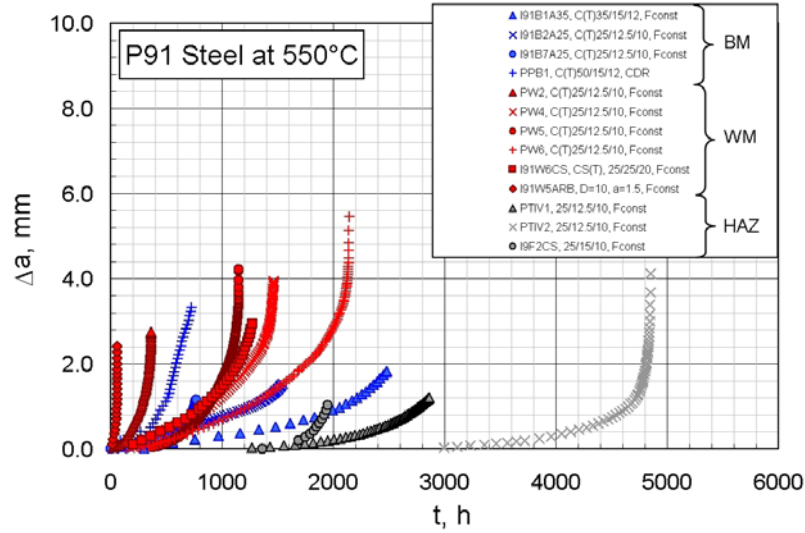 P91 Steel at 550°C
I91B1A35, C(T)35/15/12, Fconst
I91B2A25, C(T)25/12.5/10, Fconst
I91B7A25, C(T)25/12.5/10, Fconst
PPB1, C(T)50/15/12, CDR
BM
PW2, C(T)25/12.5/10, Fconst
PW4, C(T)25/12.5/10, Fconst
PW5, C(T)25/12.5/10, Fconst
PW6, C(T)25/12.5/10, Fconst
I91W6CS, CS(T), 25/25/20, Fconst
I91W5ARB, D=10, a=1.5, Fconst
WM
PTIV1, 25/12.5/10, Fconst
PTIV2, 25/12.5/10, Fconst
I9F2CS, 25/15/10, Fconst
HAZ
Δa, mm
10.0
8.0
6.0
4.0
2.0
0.0
0 1000 2000 3000 4000 5000 6000
t, h